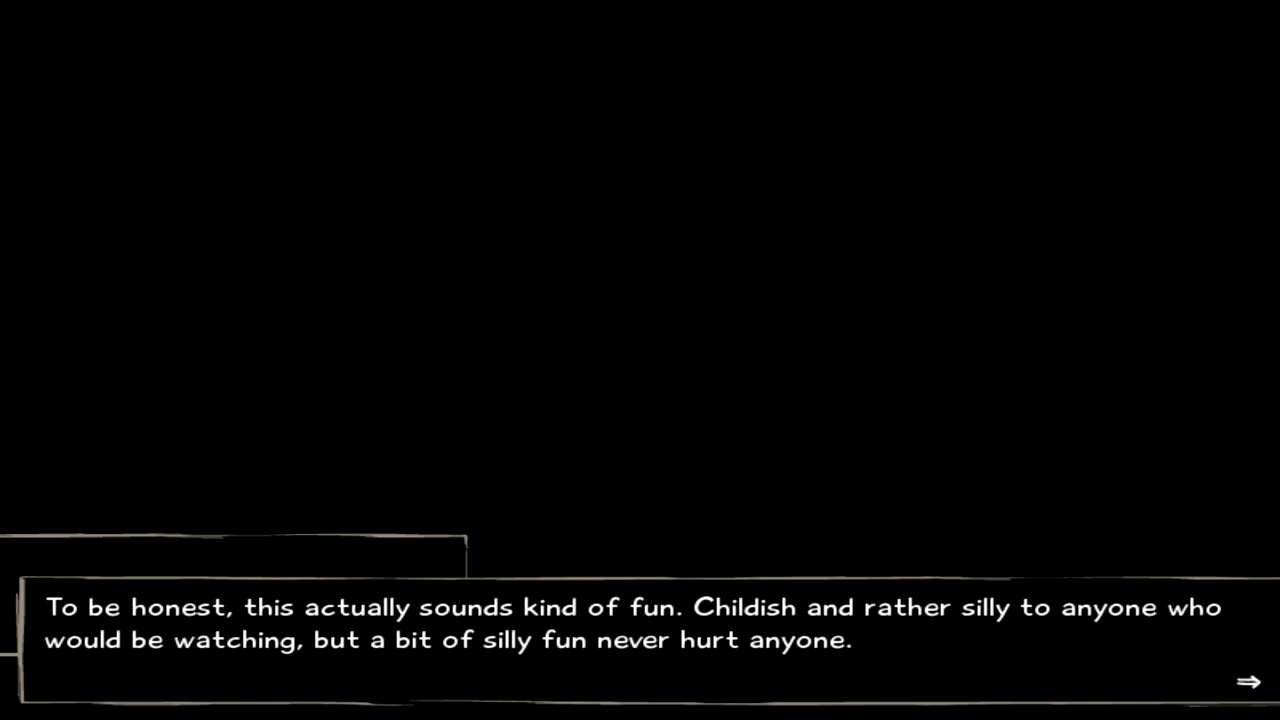 To be honest, this actually sounds kind of fun. Childish and rather silly to anyone who
would be watching, but a bit of silly fun never hurt anyone.